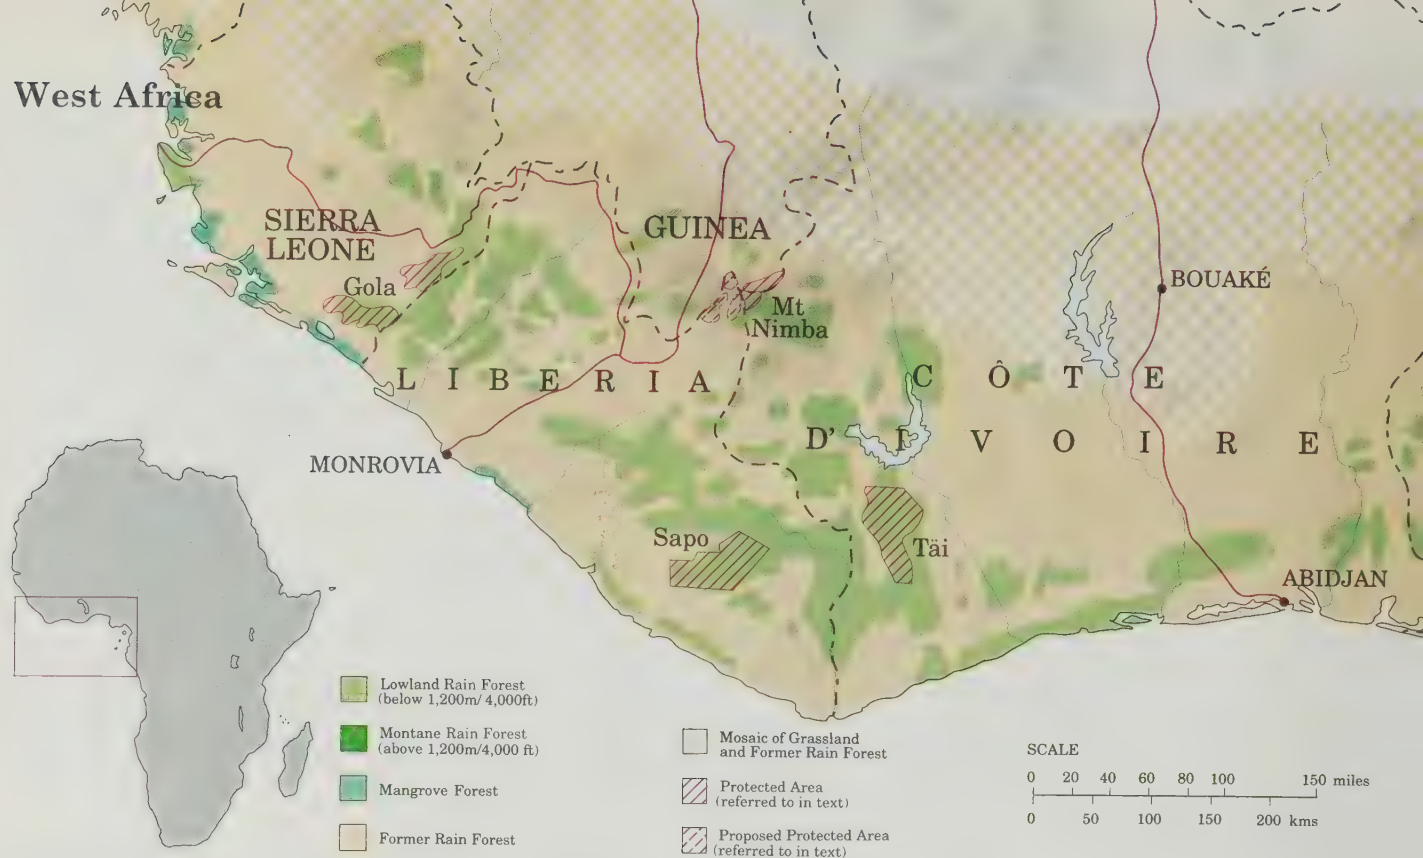 West Africa
SIERRA
LEONE
Gola
GUINEA
Mt
Nimba
BOUAKÉ
LIBERIA
CÔTE
D'IVOIRE
MONROVIA
Sapo
Täi
ABIDJAN
Lowland Rain Forest
(below 1,200m/ 4,000ft)
Montane Rain Forest
(above 1,200m/4,000 ft)
Mangrove Forest
Former Rain Forest
Mosaic of Grassland
and Former Rain Forest
Protected Area
(referred to in text)
Proposed Protected Area
(referred to in text)
SCALE
0 20 40 60 80 100 150 miles
0 50 100 150 200 kms